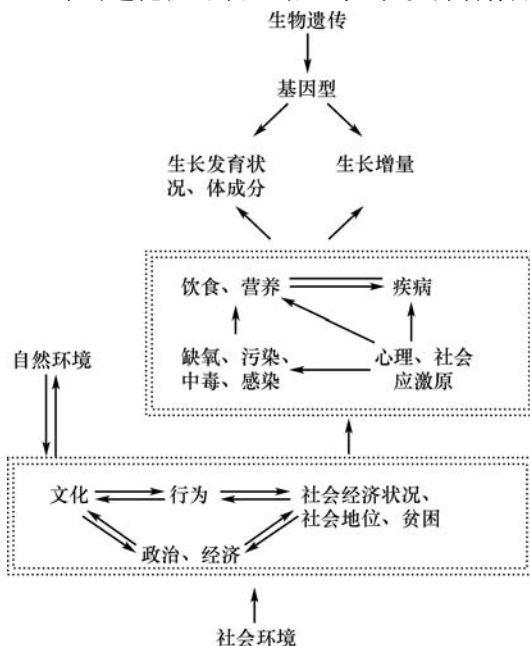 生物遗传
基因型
生长发育状
况、体成分
生长增量
饮食、营养
疾病
缺氧、污染、
中毒、感染
心理、社会
应激原
自然环境
文化
行为
社会经济状况、
社会地位、贫困
政治、经济
社会环境